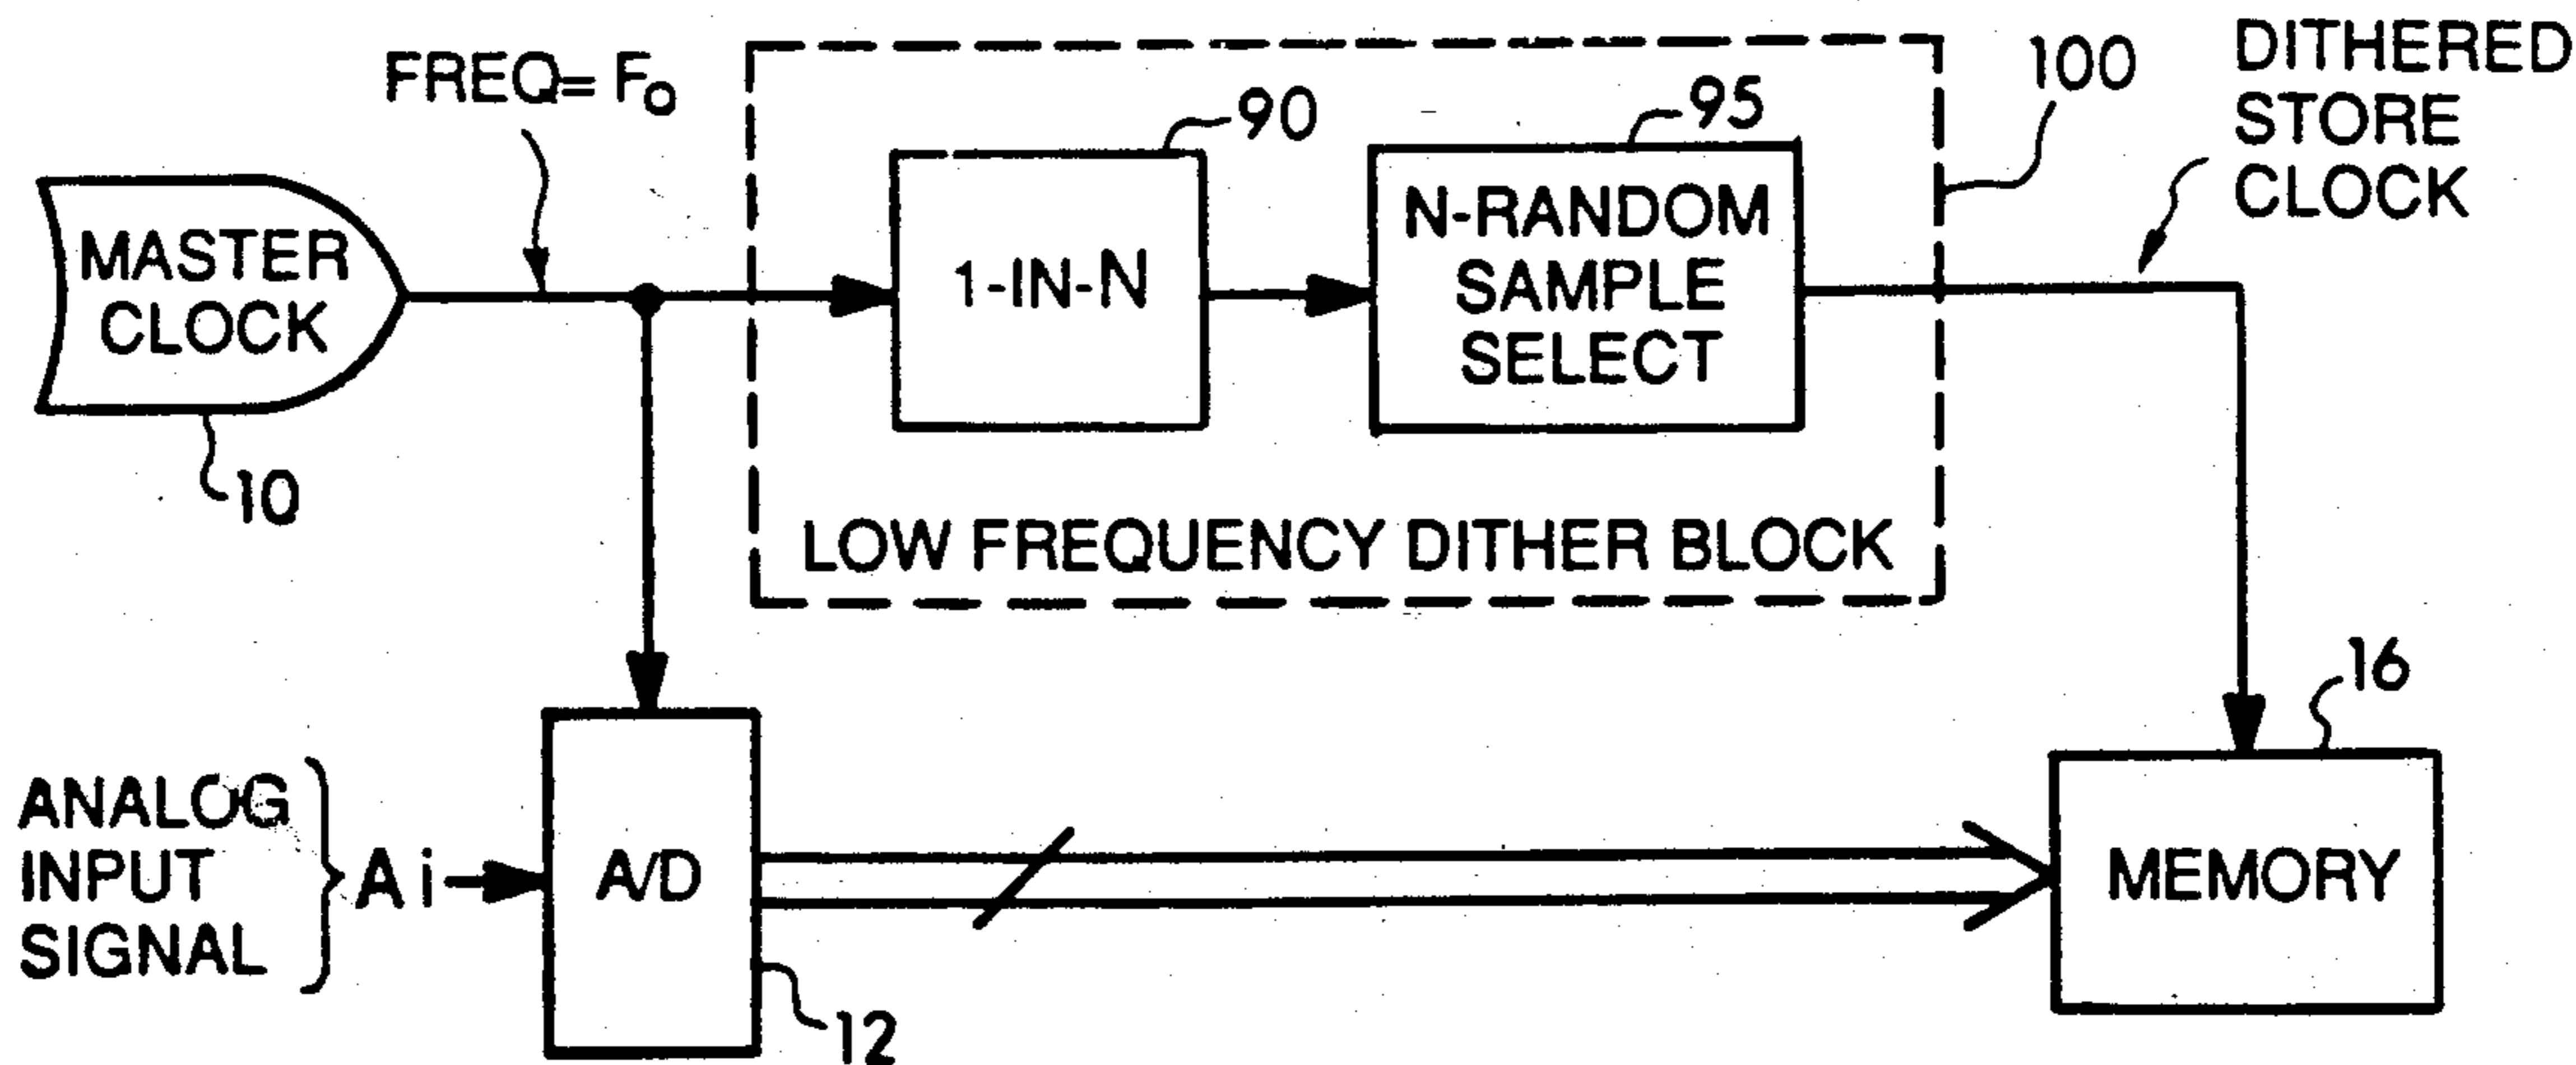 FREQ= Fo
MASTER
CLOCK
10
90
1-IN-N
95
N-RANDOM
SAMPLE
SELECT
LOW FREQUENCY DITHER BLOCK
100
DITHERED
STORE
CLOCK
ANALOG
INPUT
SIGNAL
Ai
A/D
12
16
MEMORY